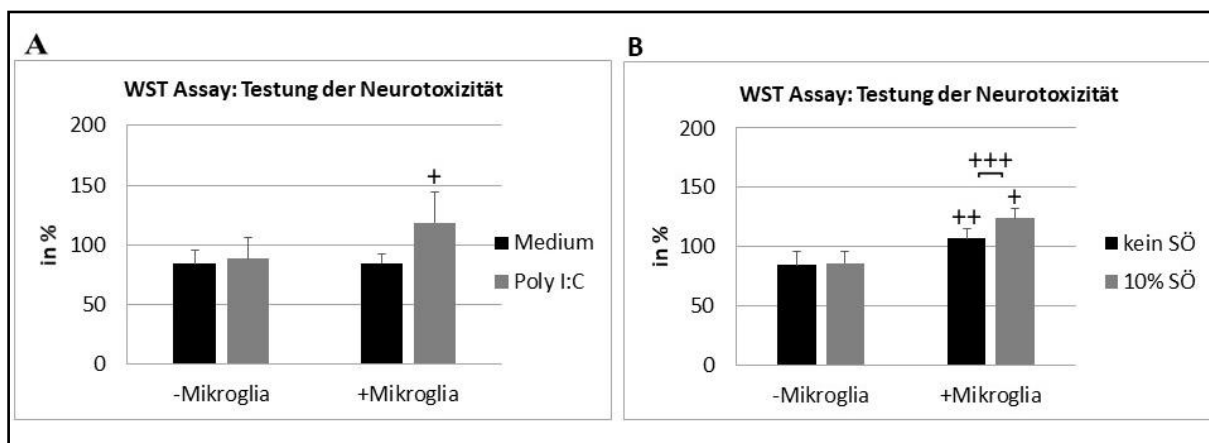 A
WST Assay: Testung der Neurotoxizität
in %
200
150
100
50
0
+
-Mikroglia
+Mikroglia
Medium
Poly I:C
B
WST Assay: Testung der Neurotoxizität
in %
200
150
100
50
0
+++
++
+
-Mikroglia
+Mikroglia
kein SÖ
10% SÖ